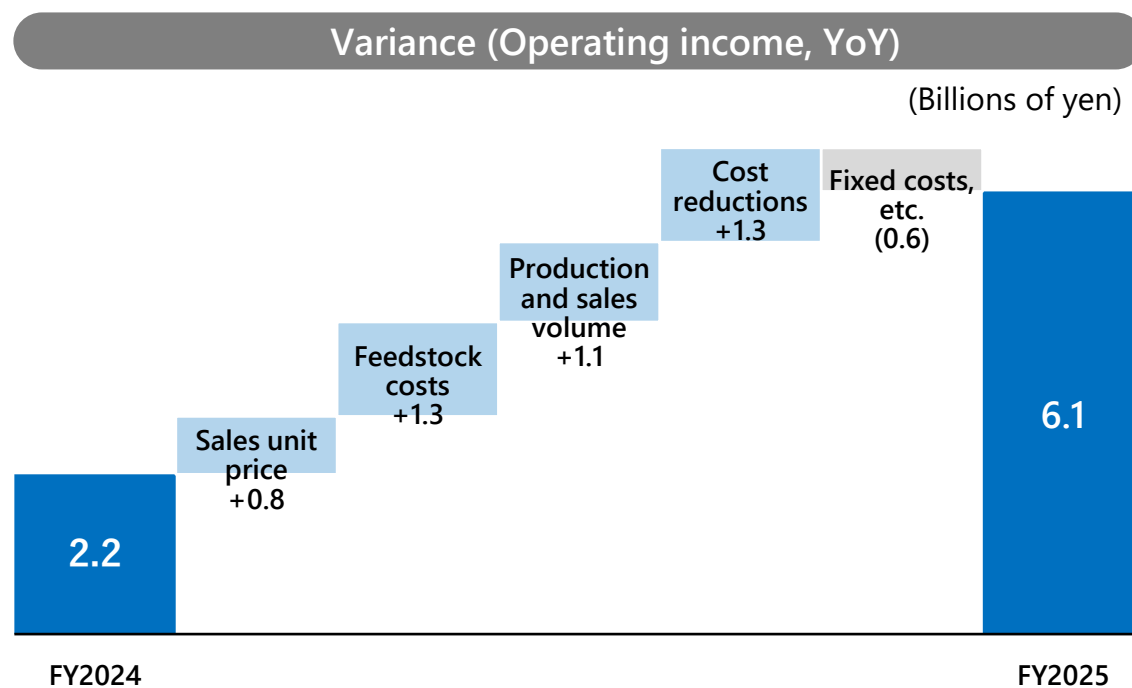 Variance (Operating income, YoY)
(Billions of yen)
Cost
reductions
+1.3
Fixed costs,
etc.
(0.6)
Production
and sales
volume
+1.1
Feedstock
costs
+1.3
Sales unit
price
+0.8
2.2
6.1
FY2024
FY2025